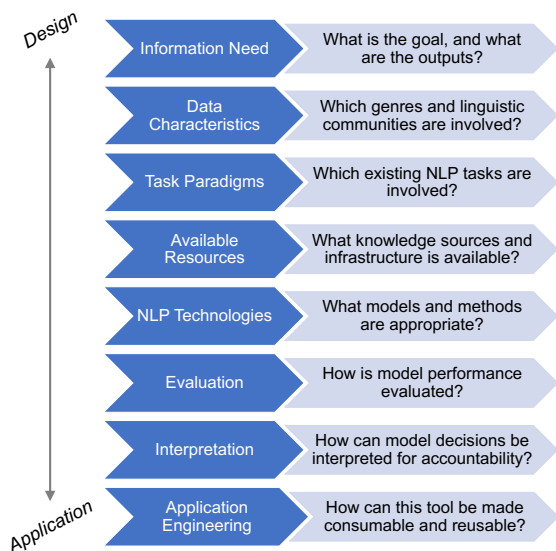 Design
Information Need
What is the goal, and what
are the outputs?
Data
Characteristics
Which genres and linguistic
communities are involved?
Task Paradigms
Which existing NLP tasks are
involved?
Available
Resources
What knowledge sources and
infrastructure is available?
NLP Technologies
What models and methods
are appropriate?
Evaluation
How is model performance
evaluated?
Interpretation
How can model decisions be
interpreted for accountability?
Application
Application
Engineering
How can this tool be made
consumable and reusable?